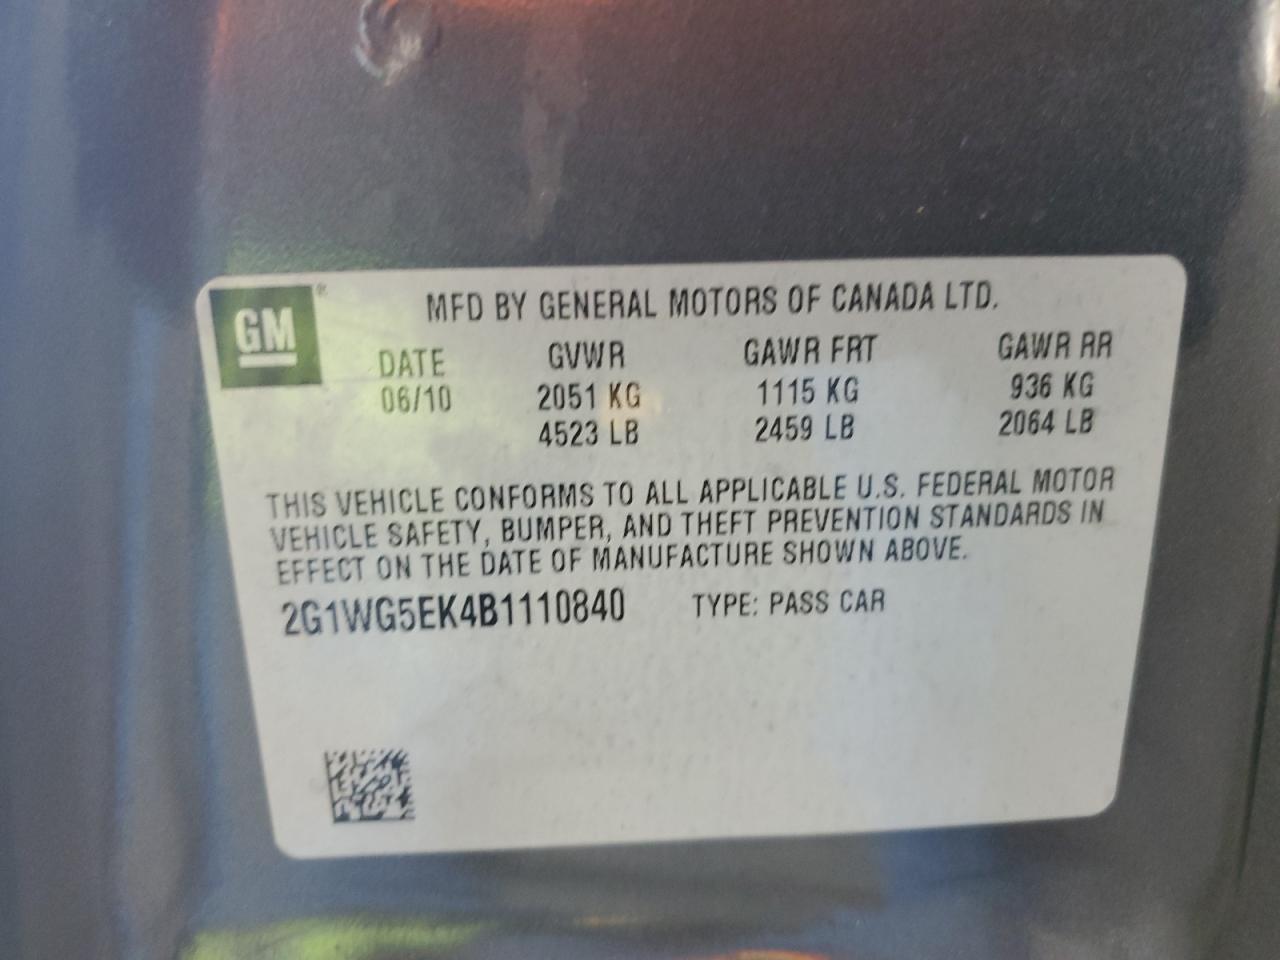 GM®
MFD BY GENERAL MOTORS OF CANADA LTD.
DATE GVWR GAWR FRT GAWR RR
06/10 2051 KG 1115 KG 936 KG
4523 LB 2459 LB 2064 LB
THIS VEHICLE CONFORMS TO ALL APPLICABLE U.S. FEDERAL MOTOR
VEHICLE SAFETY, BUMPER, AND THEFT PREVENTION STANDARDS IN
EFFECT ON THE DATE OF MANUFACTURE SHOWN ABOVE.
2G1WG5EK4B1110840 TYPE: PASS CAR